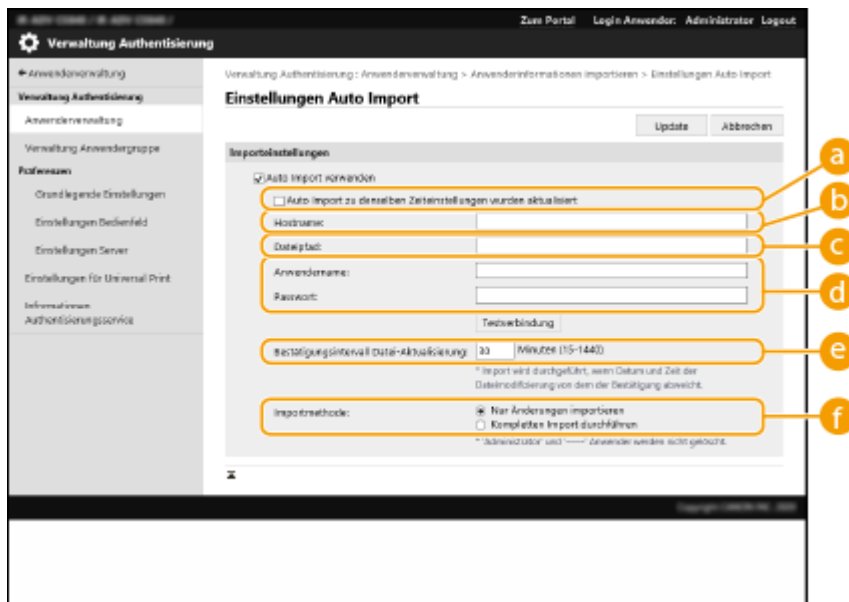 Zum Portal Login Anwender: Administrator Logout
Verwaltung Authentisierung
Anwenderverwaltung
Verwaltung Authentisierung : Anwenderverwaltung > Anwenderinformationen importieren > Einstellungen Auto Import
Verwaltung Authentisierung
Einstellungen Auto Import
Anwenderverwaltung
Update Abbrechen
Verwaltung Anwendergruppe
Importeinstellungen
a
Präferenzen
Auto Import verwenden
Grundlegende Einstellungen
Auto Import zu denselben Zeiteinstellungen wurden aktualisiert
b
Einstellungen Bedienfeld
Hostname:
Einstellungen Server
Dateipfad:
c
Einstellungen für Universal Print
Anwendername:
d
Informationen
Authentisierungsservice
Passwort:
Testverbindung
Bestätigungsintervall Datei-Aktualisierung: 30 Minuten (15-1440)
e
* Import wird durchgeführt, wenn Datum und Zeit der
Dateimodifizierung von dem der Bestätigung abweicht.
Importmethode:
Nur Änderungen importieren
f
Kompletten Import durchführen
* 'Administrator' und '-----' Anwender werden nicht gelöscht.